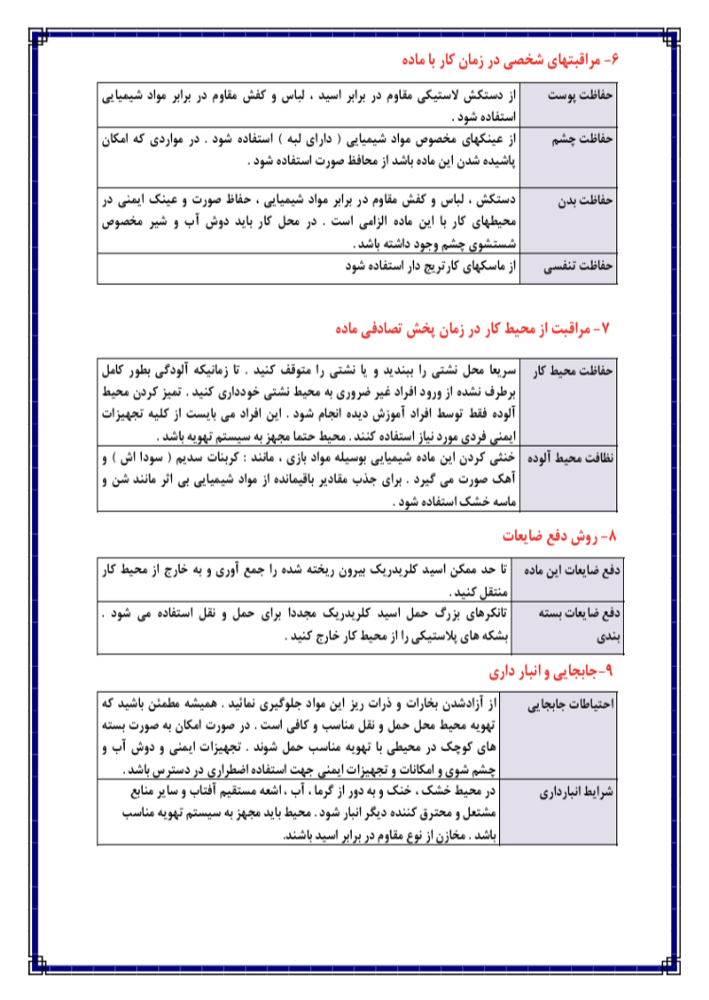 ۶- مراقبتهای شخصی در زمان کار با ماده
حفاظت پوست
از دستکش لاستیکی مقاوم در برابر اسید ، لباس و کفش مقاوم در برابر مواد شیمیایی
استفاده شود .
حفاظت چشم
از عینکهای مخصوص مواد شیمیایی ( دارای لبه ) استفاده شود . در مواردی که امکان
پاشیده شدن این ماده باشد از محافظ صورت استفاده شود .
حفاظت بدن
دستکش ، لباس و کفش مقاوم در برابر مواد شیمیایی ، حفاظ صورت و عینک ایمنی در
محیطهای کار با این ماده الزامی است . در محل کار باید دوش آب و شیر مخصوص
شستشوی چشم وجود داشته باشد .
حفاظت تنفسی
از ماسکهای کارتریج دار استفاده شود
۷- مراقبت از محیط کار در زمان پخش تصادفی ماده
حفاظت محیط کار
سریعا محل نشتی را ببندید و یا نشتی را متوقف کنید . تا زمانیکه آلودگی بطور کامل
برطرف نشده از ورود افراد غیر ضروری به محیط نشتی خودداری کنید . تمیز کردن محیط
آلوده فقط توسط افراد آموزش دیده انجام شود . این افراد می بایست از کلیه تجهیزات
ایمنی فردی مورد نیاز استفاده کنند . محیط حتما مجهز به سیستم تهویه باشد .
نظافت محیط آلوده
خنثی کردن این ماده شیمیایی بوسیله مواد بازی ، مانند : کربنات سدیم ( سودا اش ) و
آهک صورت می گیرد . برای جذب مقادیر باقیمانده از مواد شیمیایی بی اثر مانند شن و
ماسه خشک استفاده شود .
۸- روش دفع ضایعات
دفع ضایعات این ماده
تا حد ممکن اسید کلریدریک بیرون ریخته شده را جمع آوری و به خارج از محیط کار
منتقل کنید .
دفع ضایعات بسته
بندی
تانکرهای بزرگ حمل اسید کلریدریک مجددا برای حمل و نقل استفاده می شود .
بشکه های پلاستیکی را از محیط کار خارج کنید .
۹-جابجایی و انبار داری
احتیاطات جابجایی
از آزادشدن بخارات و ذرات ریز این مواد جلوگیری نمائید . همیشه مطمئن باشید که
تهویه محیط محل حمل و نقل مناسب و کافی است . در صورت امکان به صورت بسته
های کوچک در محیطی با تهویه مناسب حمل شوند . تجهیزات ایمنی و دوش آب و
چشم شوی و امکانات و تجهیزات ایمنی جهت استفاده اضطراری در دسترس باشد .
شرایط انبارداری
در محیط خشک ، خنک و به دور از گرما ، آب ، اشعه مستقیم آفتاب و سایر منابع
مشتعل و محترق کننده دیگر انبار شود . محیط باید مجهز به سیستم تهویه مناسب
باشد . مخازن از نوع مقاوم در برابر اسید باشند.